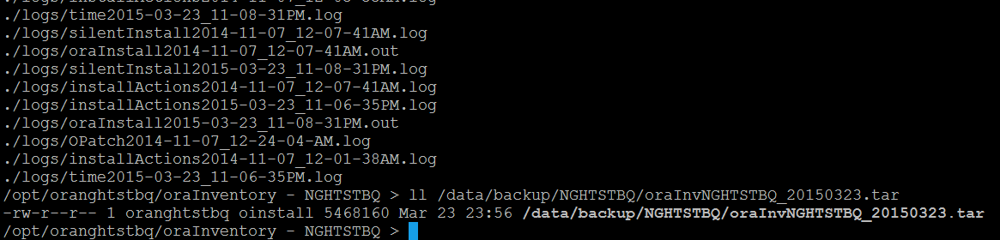 ./logs/time2015-03-23_11-08-31PM.log
./logs/silentInstall2014-11-07_12-07-41AM.log
./logs/oraInstall2014-11-07_12-07-41AM.out
./logs/silentInstall2015-03-23_11-08-31PM.log
./logs/installActions2014-11-07_12-07-41AM.log
./logs/installActions2015-03-23_11-06-35PM.log
./logs/oraInstall2015-03-23_11-08-31PM.out
./logs/OPatch2014-11-07_12-24-04-AM.log
./logs/installActions2014-11-07_12-01-38AM.log
./logs/time2015-03-23_11-06-35PM.log
/opt/oranghtstbq/oraInventory - NGHTSTBQ > ll /data/backup/NGHTSTBQ/oraInvNGHTSTBQ_20150323.tar
-rw-r--r-- 1 oranghtstbq oinstall 5468160 Mar 23 23:56 /data/backup/NGHTSTBQ/oraInvNGHTSTBQ_20150323.tar
/opt/oranghtstbq/oraInventory - NGHTSTBQ >